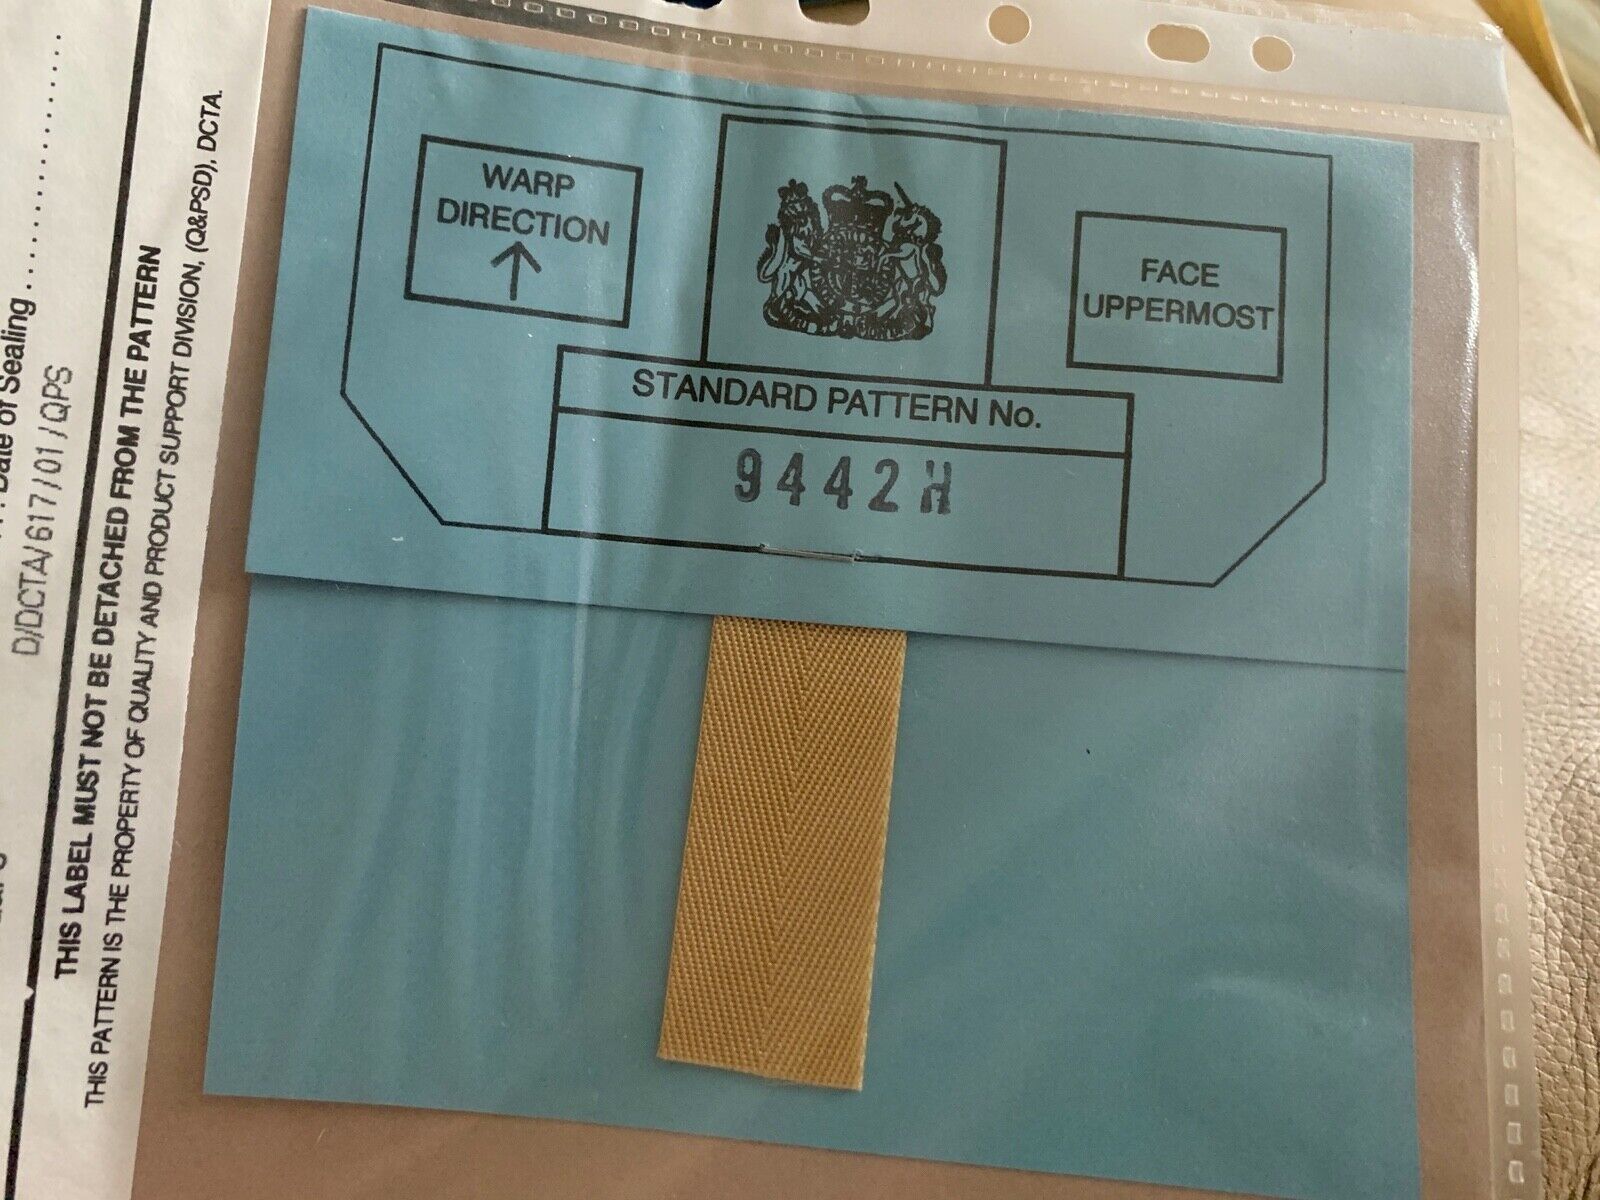 WARP
DIRECTION
FACE
UPPERMOST
STANDARD PATTERN No.
9442H
Date of Sealing
D/DCTA/617/01/QPS
THIS LABEL MUST NOT BE DETACHED FROM THE PATTERN
THIS PATTERN IS THE PROPERTY OF QUALITY AND PRODUCT SUPPORT DIVISION, (Q&PSD), DCTA.